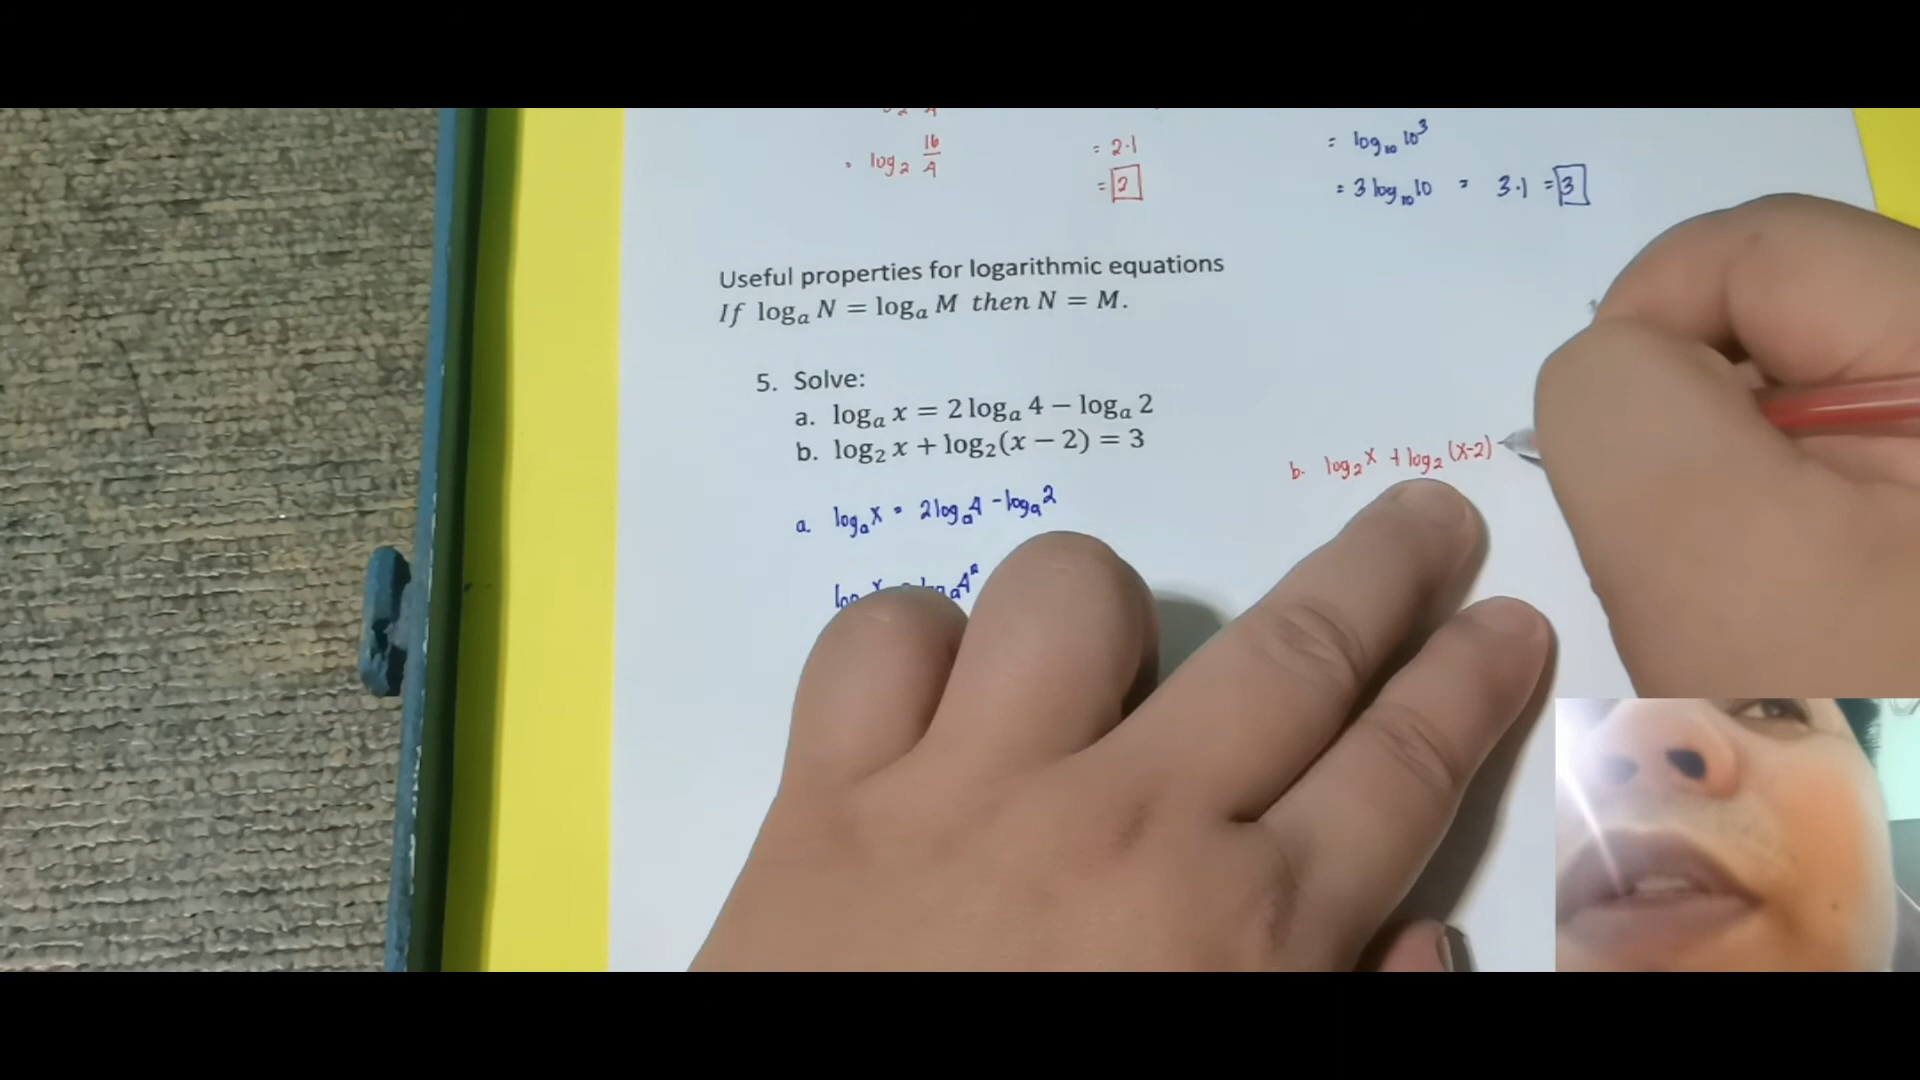 = log₁₀ 10³
. log₂ 16/4
= 2·1
= 2
= 3 log₁₀ 10 = 3·1 = 3
Useful properties for logarithmic equations
If logₐ N = logₐ M then N = M.
5. Solve:
a. logₐ x = 2 logₐ 4 − logₐ 2
b. log₂ x + log₂(x − 2) = 3
b. log₂ x + log₂ (x-2)
a. logₐ x = 2 logₐ 4 - logₐ 2